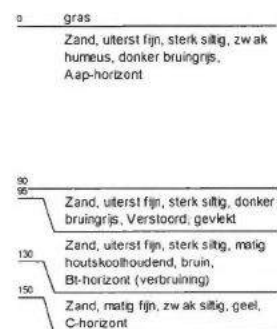 0 gras
Zand, uiterst fijn, sterk siltig, zwak
humeus, donker bruingrijs,
Aap-horizont
90
95
Zand, uiterst fijn, sterk siltig, donker
bruingrijs, Verstoord, gevlekt
Zand, uiterst fijn, sterk siltig, matig
130 houtskoolhoudend, bruin,
Bt-horizont (verbruining)
150
Zand, matig fijn, zwak siltig, geel,
C-horizont